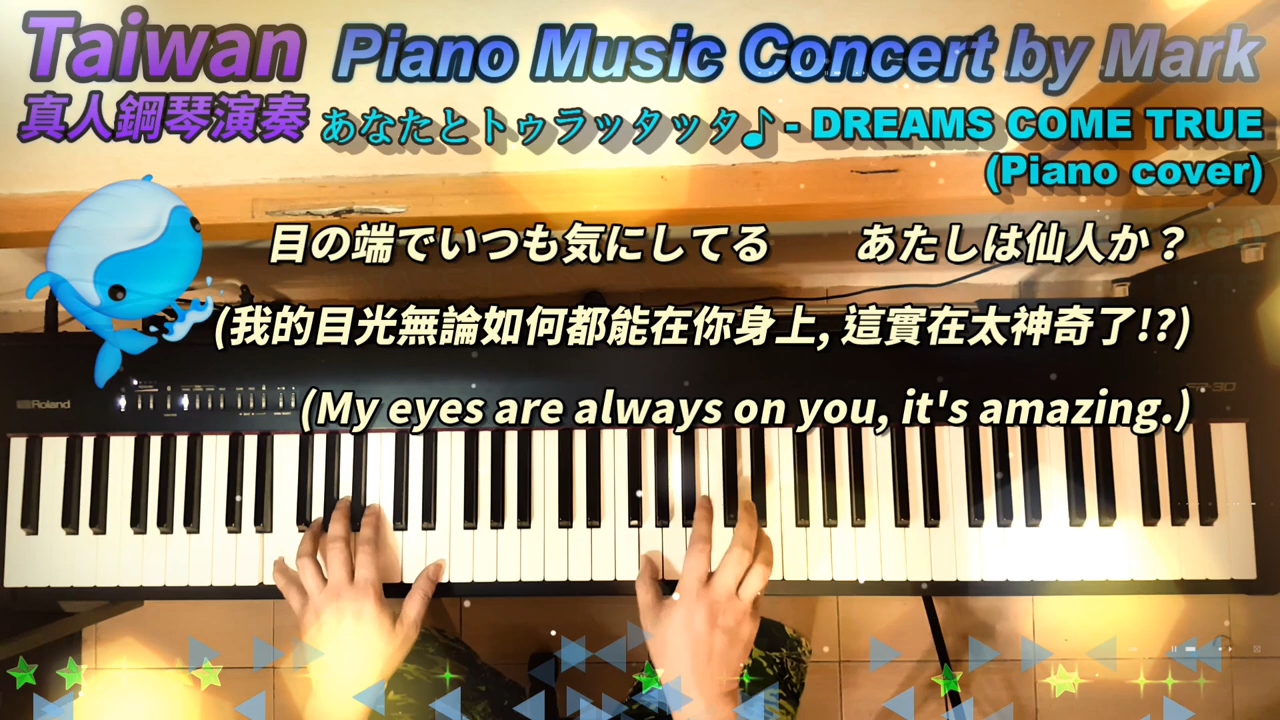 Taiwan Piano Music Concert by Mark
真人鋼琴演奏 あなたとトゥラッタッタ♪ - DREAMS COME TRUE
(Piano cover)
目の端でいつも気にしてる　あたしは仙人か？
(我的目光無論如何都能在你身上, 這實在太神奇了!?)
(My eyes are always on you, it's amazing.)
Roland